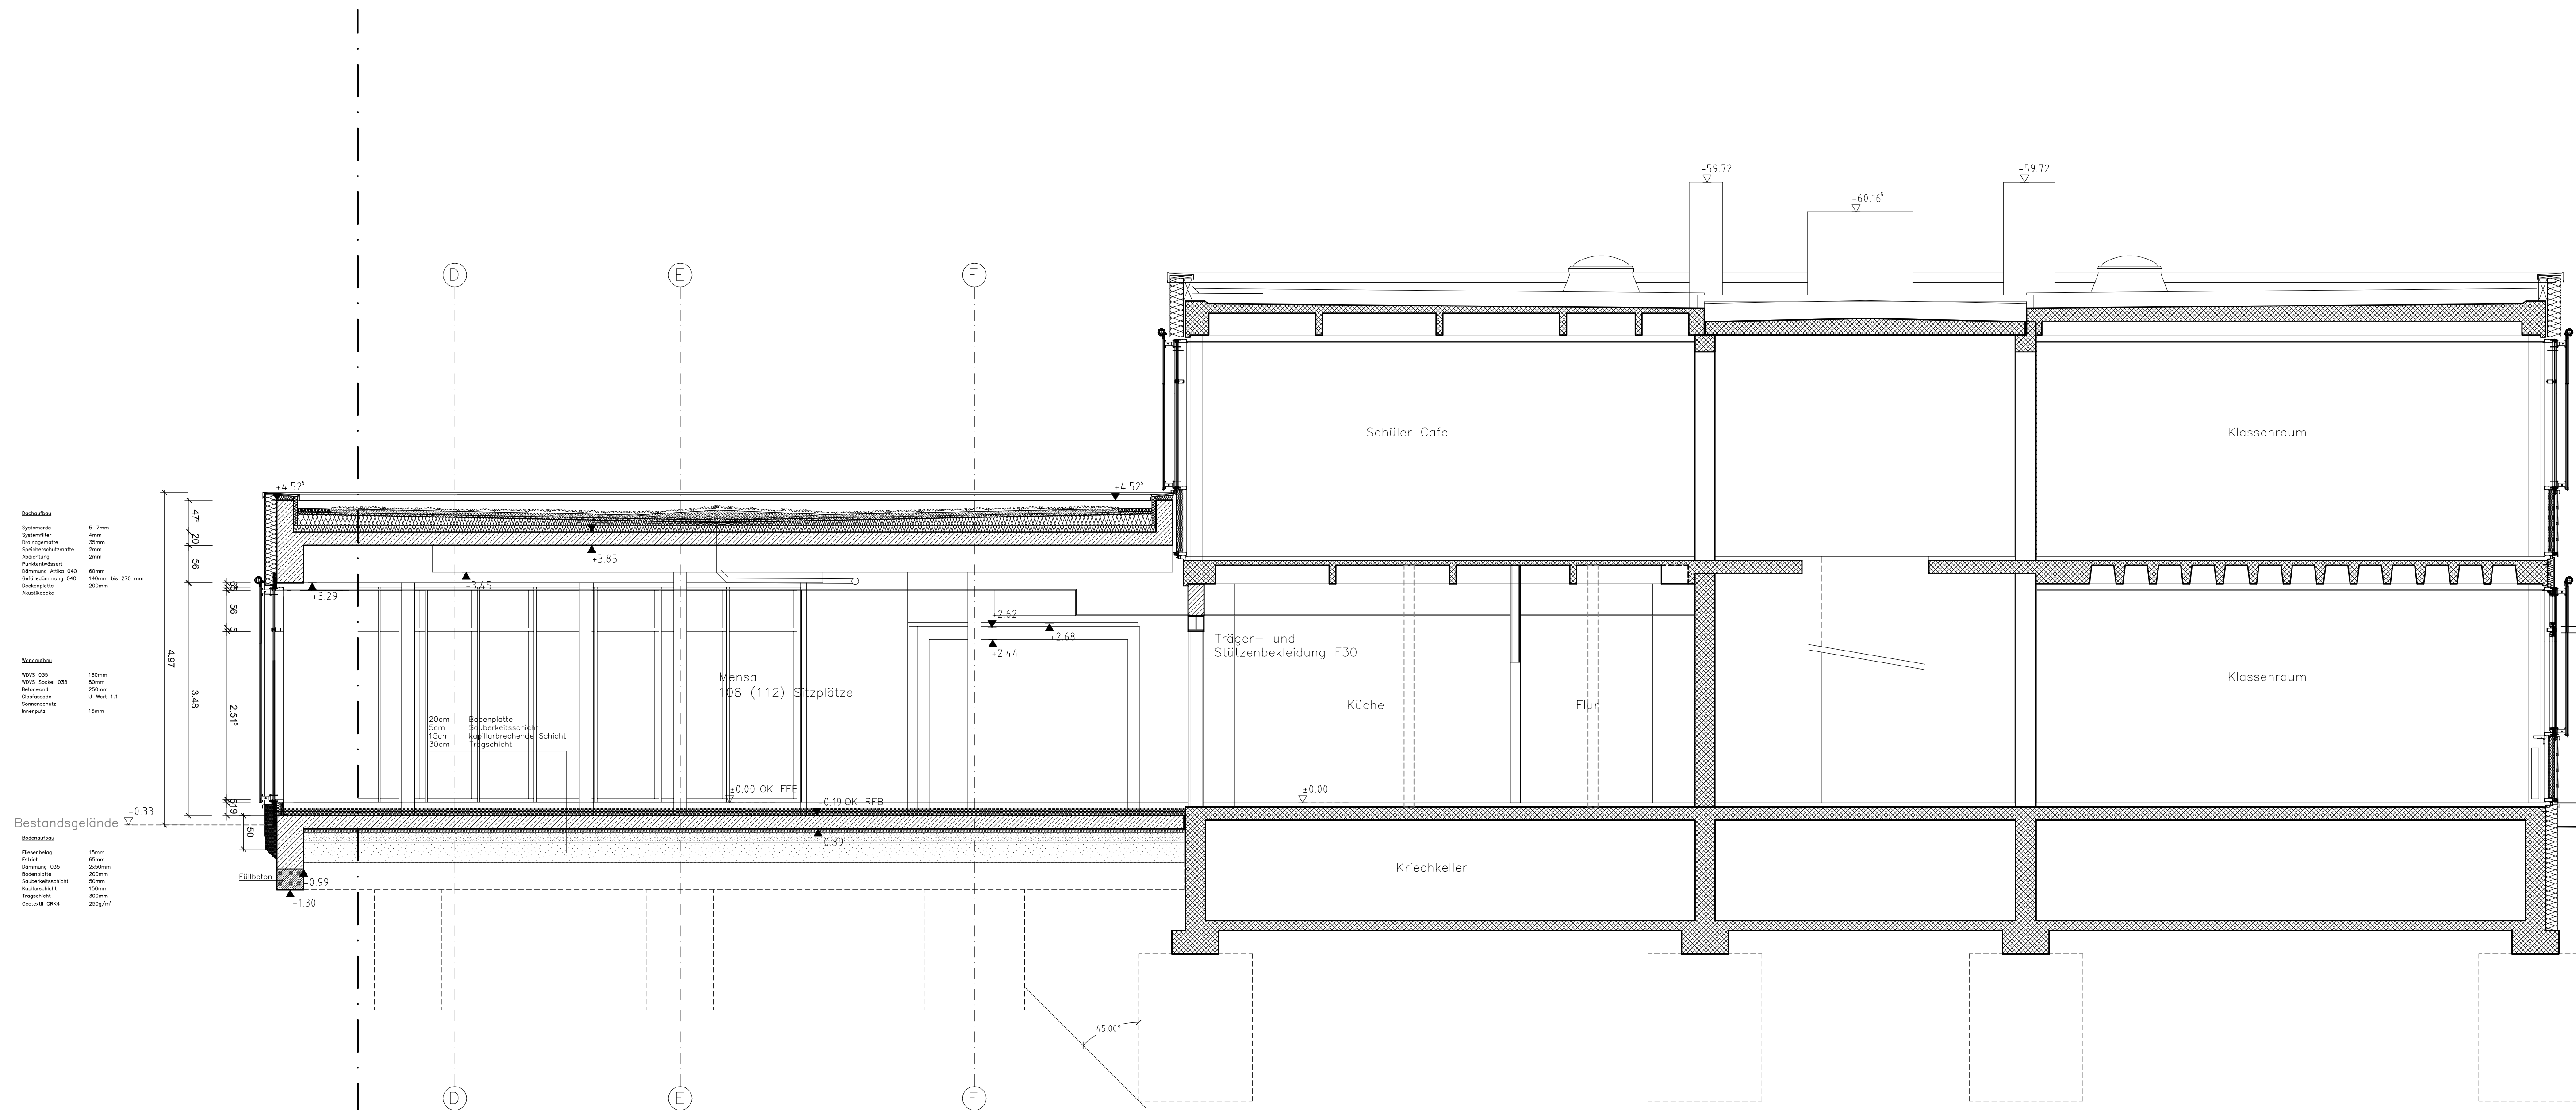 -59.72
-59.72
-60.16⁵
D
E
F
Schüler Cafe
Klassenraum
+4.52⁵
+4.52⁵
Dachaufbau
Systemerde 5-7mm
Systemfilter 4mm
Drainagematte 35mm
Speicherschutzmatte 2mm
Abdichtung 2mm
Punktentwässert
Dämmung Attika 040 60mm
Gefälledämmung 040 140mm bis 270 mm
Deckenplatte 200mm
Akustikdecke
47⁵
20
56
+3.85
+3.45
+3.29
6⁵
56
5
+2.62
+2.68
+2.44
Träger- und
Stützenbekleidung F30
4.97
3.48
2.51⁵
Wandaufbau
WDVS 035 160mm
WDVS Sockel 035 80mm
Betonwand 250mm
Glasfassade U-Wert 1.1
Sonnenschutz
Innenputz 15mm
Mensa
108 (112) Sitzplätze
Küche
Flur
Klassenraum
20cm Bodenplatte
5cm Sauberkeitsschicht
15cm kapillarbrechende Schicht
30cm Tragschicht
±0.00 OK FFB
±0.00
0.19 OK RFB
-0.39
519
50
-0.33
Bestandsgelände
Bodenaufbau
Fliesenbelag 15mm
Estrich 65mm
Dämmung 035 2x50mm
Bodenplatte 200mm
Sauberkeitsschicht 50mm
Kapilarschicht 150mm
Tragschicht 300mm
Geotextil GRK4 250g/m²
Füllbeton
-0.99
-1.30
Kriechkeller
45.00°
D
E
F